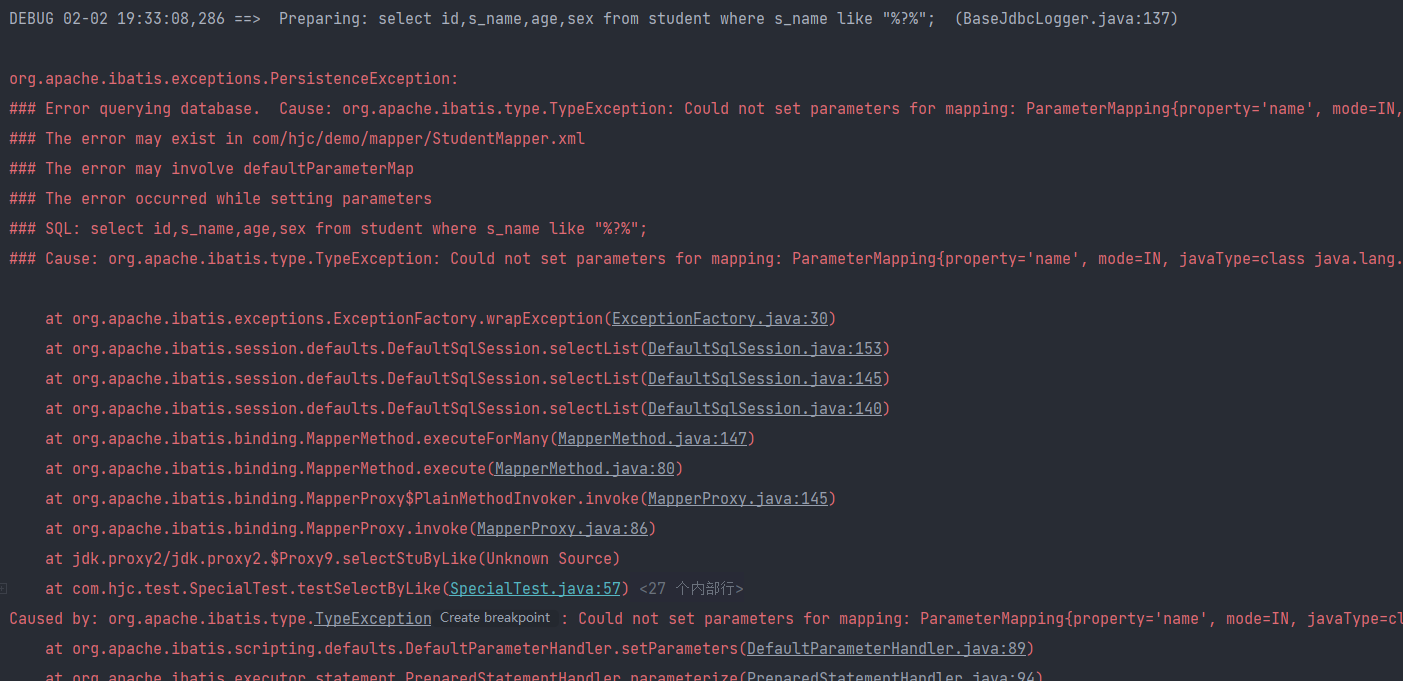 DEBUG 02-02 19:33:08,286 ==>  Preparing: select id,s_name,age,sex from student where s_name like "%?%";  (BaseJdbcLogger.java:137)
org.apache.ibatis.exceptions.PersistenceException:
### Error querying database.  Cause: org.apache.ibatis.type.TypeException: Could not set parameters for mapping: ParameterMapping{property='name', mode=IN,
### The error may exist in com/hjc/demo/mapper/StudentMapper.xml
### The error may involve defaultParameterMap
### The error occurred while setting parameters
### SQL: select id,s_name,age,sex from student where s_name like "%?%";
### Cause: org.apache.ibatis.type.TypeException: Could not set parameters for mapping: ParameterMapping{property='name', mode=IN, javaType=class java.lang.
at org.apache.ibatis.exceptions.ExceptionFactory.wrapException(ExceptionFactory.java:30)
at org.apache.ibatis.session.defaults.DefaultSqlSession.selectList(DefaultSqlSession.java:153)
at org.apache.ibatis.session.defaults.DefaultSqlSession.selectList(DefaultSqlSession.java:145)
at org.apache.ibatis.session.defaults.DefaultSqlSession.selectList(DefaultSqlSession.java:140)
at org.apache.ibatis.binding.MapperMethod.executeForMany(MapperMethod.java:147)
at org.apache.ibatis.binding.MapperMethod.execute(MapperMethod.java:80)
at org.apache.ibatis.binding.MapperProxy$PlainMethodInvoker.invoke(MapperProxy.java:145)
at org.apache.ibatis.binding.MapperProxy.invoke(MapperProxy.java:86)
at jdk.proxy2/jdk.proxy2.$Proxy9.selectStuByLike(Unknown Source)
at com.hjc.test.SpecialTest.testSelectByLike(SpecialTest.java:57) <27 个内部行>
Caused by: org.apache.ibatis.type.TypeException Create breakpoint : Could not set parameters for mapping: ParameterMapping{property='name', mode=IN, javaType=cl
at org.apache.ibatis.scripting.defaults.DefaultParameterHandler.setParameters(DefaultParameterHandler.java:89)
at org.apache.ibatis.executor.statement.PreparedStatementHandler.parameterize(PreparedStatementHandler.java:94)